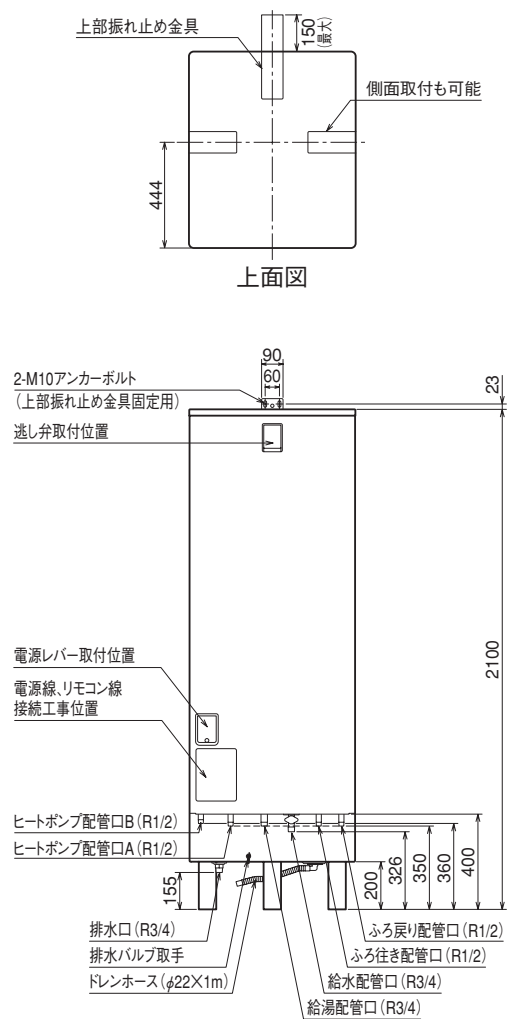 上部振れ止め金具
150
(最大)
側面取付も可能
444
上面図
90
60
23
2-M10アンカーボルト
(上部振れ止め金具固定用)
逃し弁取付位置
2100
電源レバー取付位置
電源線、リモコン線
接続工事位置
ヒートポンプ配管口B(R1/2)
ヒートポンプ配管口A(R1/2)
155
200
326
350
360
400
排水口(R3/4)
排水バルブ取手
ドレンホース(φ22×1m)
ふろ戻り配管口(R1/2)
ふろ往き配管口(R1/2)
給水配管口(R3/4)
給湯配管口(R3/4)